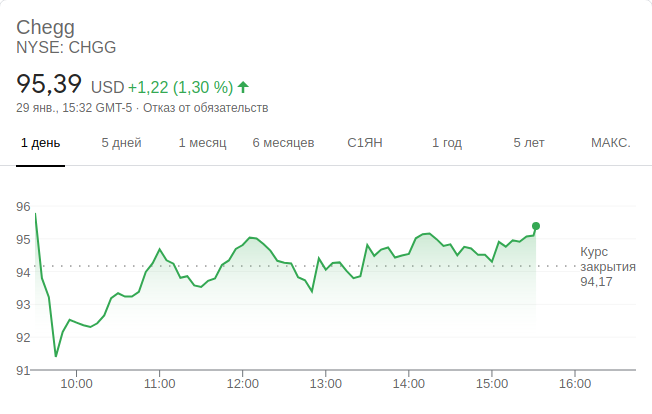 Chegg
NYSE: CHGG
95,39 USD +1,22 (1,30 %)
29 янв., 15:32 GMT-5 · Отказ от обязательств
1 день 5 дней 1 месяц 6 месяцев С1ЯН 1 год 5 лет МАКС.
96
95
94
93
92
91
Курс
закрытия
94,17
10:00 11:00 12:00 13:00 14:00 15:00 16:00